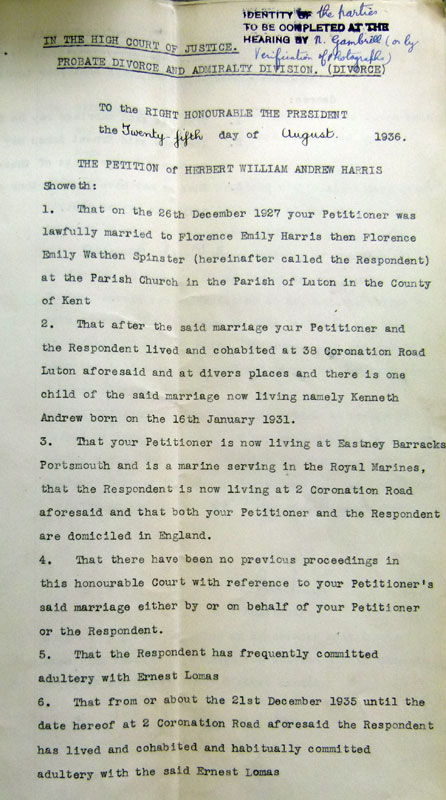 IDENTITY OF the parties
TO BE COMPLETED AT THE
HEARING BY N. Gambrill (or by
Verification of Photographs)
IN THE HIGH COURT OF JUSTICE.
PROBATE DIVORCE AND ADMIRALTY DIVISION. (DIVORCE)
TO the RIGHT HONOURABLE THE PRESIDENT
the Twenty-fifth day of August. 1936.
THE PETITION of HERBERT WILLIAM ANDREW HARRIS
Showeth:
1. That on the 26th December 1927 your Petitioner was
lawfully married to Florence Emily Harris then Florence
Emily Wathen Spinster (hereinafter called the Respondent)
at the Parish Church in the Parish of Luton in the County
of Kent
2. That after the said marriage your Petitioner and
the Respondent lived and cohabited at 38 Coronation Road
Luton aforesaid and at divers places and there is one
child of the said marriage now living namely Kenneth
Andrew born on the 16th January 1931.
3. That your Petitioner is now living at Eastney Barracks
Portsmouth and is a marine serving in the Royal Marines,
that the Respondent is now living at 2 Coronation Road
aforesaid and that both your Petitioner and the Respondent
are domiciled in England.
4. That there have been no previous proceedings in
this honourable Court with reference to your Petitioner's
said marriage either by or on behalf of your Petitioner
or the Respondent.
5. That the Respondent has frequently committed
adultery with Ernest Lomas
6. That from or about the 21st December 1935 until the
date hereof at 2 Coronation Road aforesaid the Respondent
has lived and cohabited and habitually committed
adultery with the said Ernest Lomas